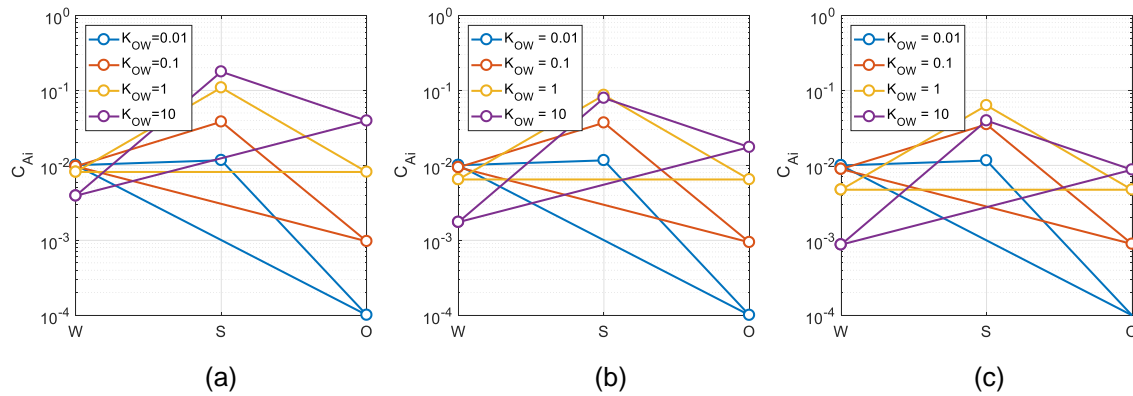 10^0
10^-1
10^-2
10^-3
10^-4
C_Ai
W
S
O
K_OW=0.01
K_OW=0.1
K_OW=1
K_OW=10
(a)
10^0
10^-1
10^-2
10^-3
10^-4
C_Ai
W
S
O
K_OW = 0.01
K_OW = 0.1
K_OW = 1
K_OW = 10
(b)
10^0
10^-1
10^-2
10^-3
10^-4
C_Ai
W
S
O
K_OW = 0.01
K_OW = 0.1
K_OW = 1
K_OW = 10
(c)